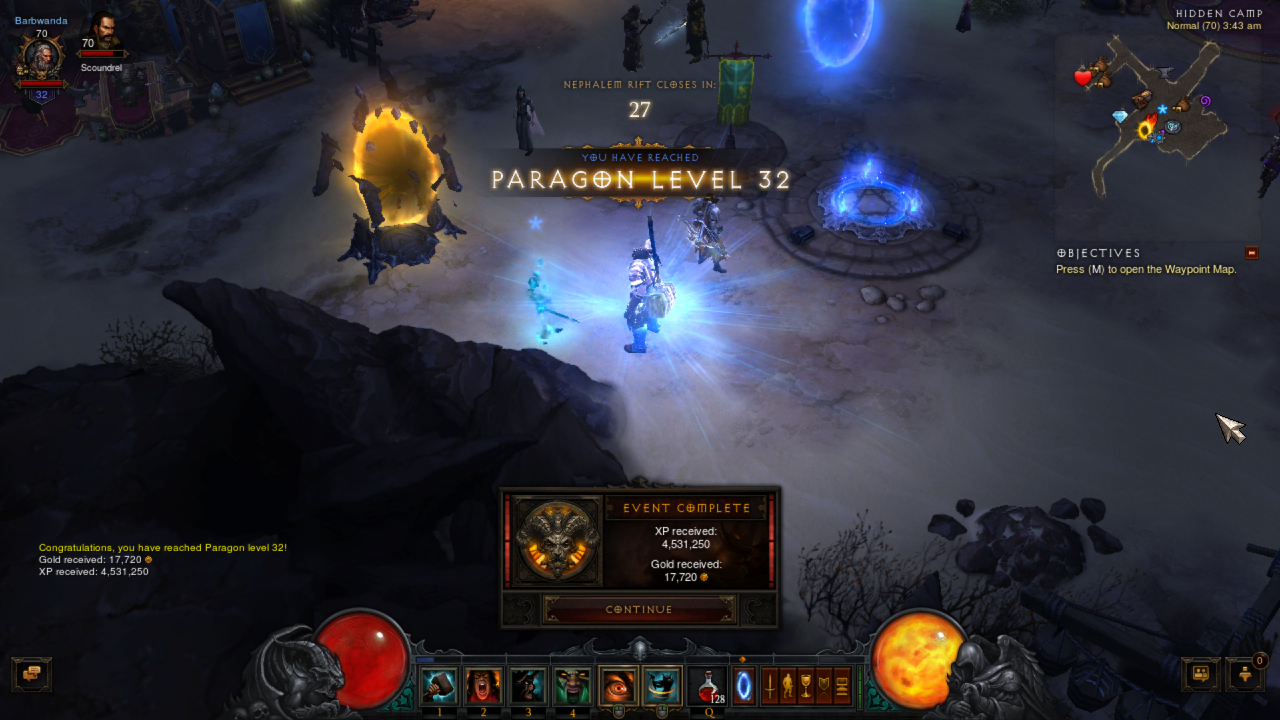 Barbwanda
70
70
Scoundrel
32
HIDDEN CAMP
Normal (70) 3:43 am
NEPHALEM RIFT CLOSES IN:
27
YOU HAVE REACHED
PARAGON LEVEL 32
OBJECTIVES
Press (M) to open the Waypoint Map.
EVENT COMPLETE
XP received:
4,531,250
Gold received:
17,720
CONTINUE
Congratulations, you have reached Paragon level 32!
Gold received: 17,720
XP received: 4,531,250
128
1
2
3
4
Q
0